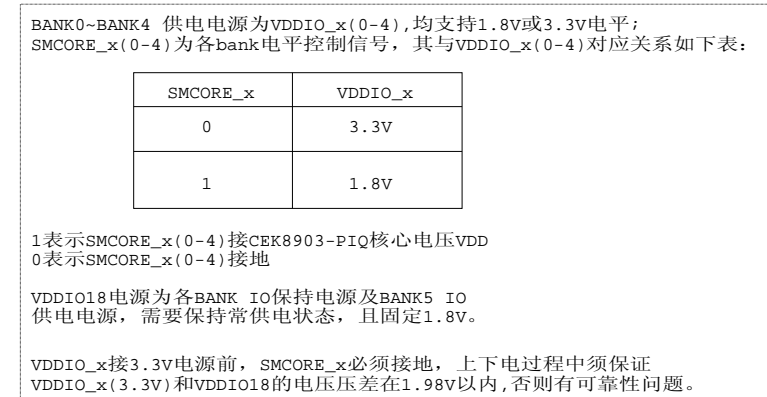 BANK0~BANK4 供电电源为VDDIO_x(0-4),均支持1.8V或3.3V电平;
SMCORE_x(0-4)为各bank电平控制信号，其与VDDIO_x(0-4)对应关系如下表:
SMCORE_x VDDIO_x
0 3.3V
1 1.8V
1表示SMCORE_x(0-4)接CEK8903-PIQ核心电压VDD
0表示SMCORE_x(0-4)接地
VDDIO18电源为各BANK IO保持电源及BANK5 IO
供电电源，需要保持常供电状态，且固定1.8V。
VDDIO_x接3.3V电源前，SMCORE_x必须接地，上下电过程中须保证
VDDIO_x(3.3V)和VDDIO18的电压压差在1.98V以内,否则有可靠性问题。